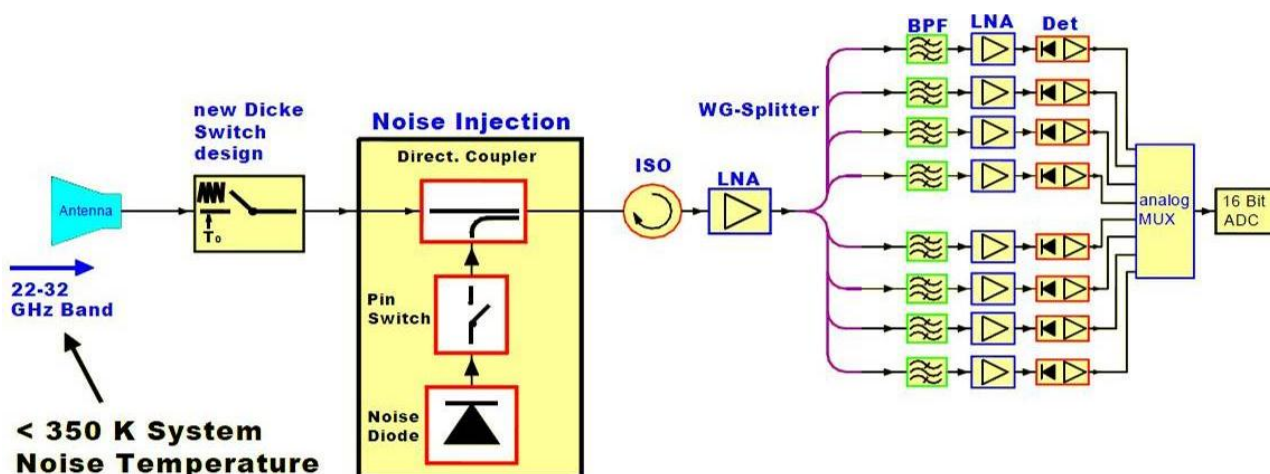 BPF
LNA
Det
new Dicke
Switch
design
Noise Injection
WG-Splitter
Direct. Coupler
ISO
LNA
Antenna
T₀
analog
MUX
16 Bit
ADC
22-32
GHz Band
Pin
Switch
Noise
Diode
< 350 K System
Noise Temperature